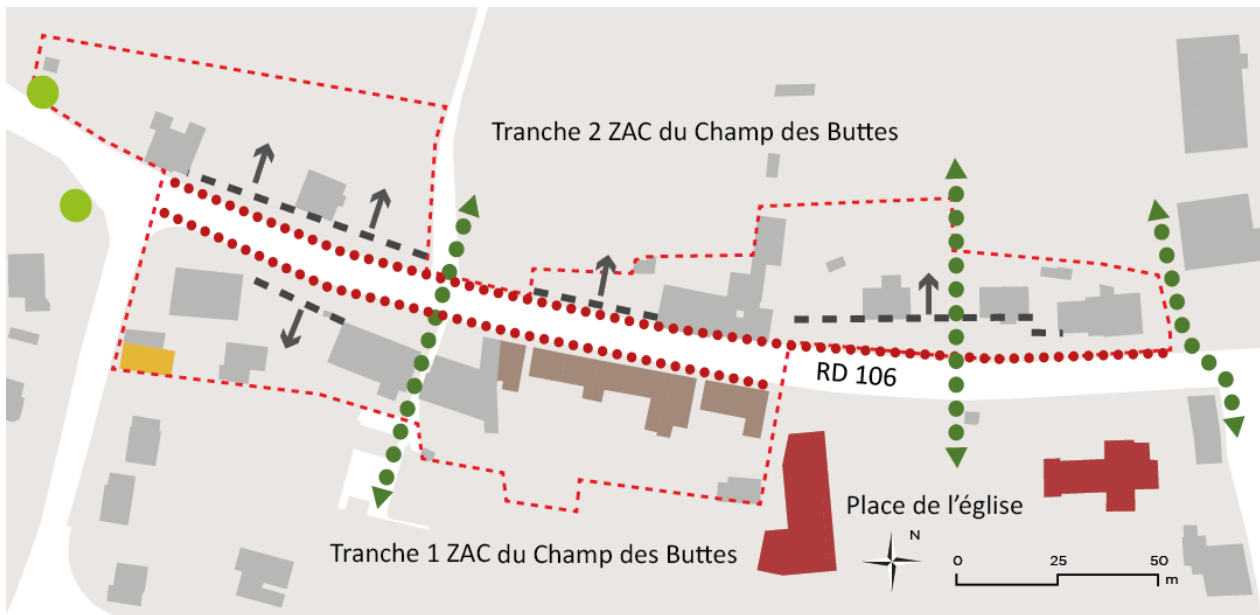 Tranche 2 ZAC du Champ des Buttes
RD 106
Place de l'église
N
Tranche 1 ZAC du Champ des Buttes
0 25 50
m